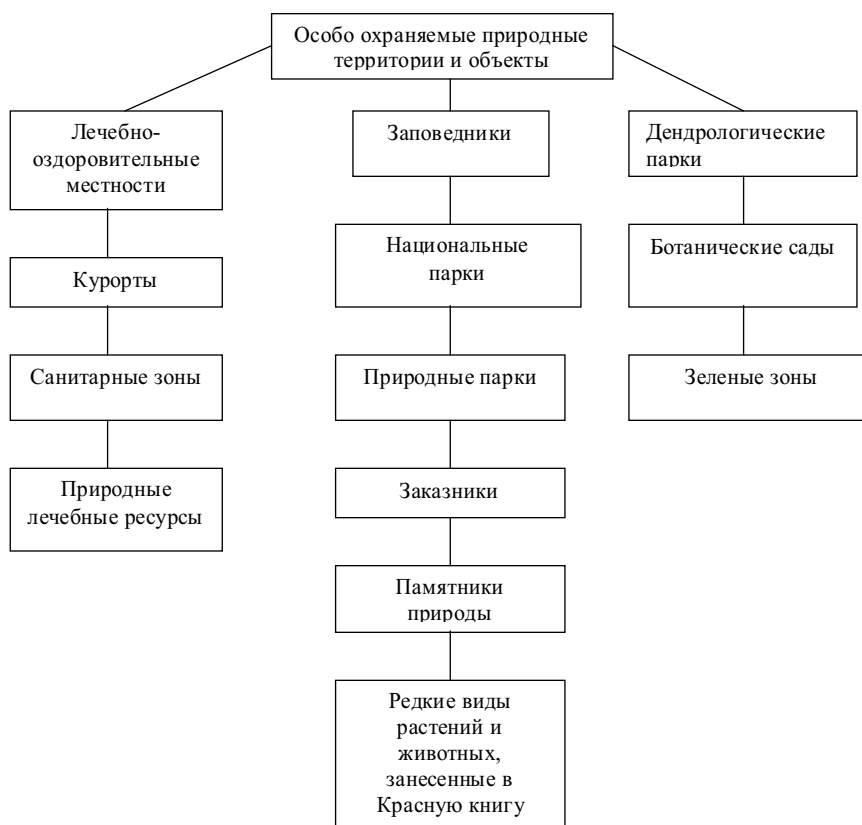 Особо охраняемые природные
территории и объекты
Лечебно-
оздоровительные
местности
Курорты
Санитарные зоны
Природные
лечебные ресурсы
Заповедники
Национальные
парки
Природные парки
Заказники
Памятники
природы
Редкие виды
растений и
животных,
занесенные в
Красную книгу
Дендрологические
парки
Ботанические сады
Зеленые зоны